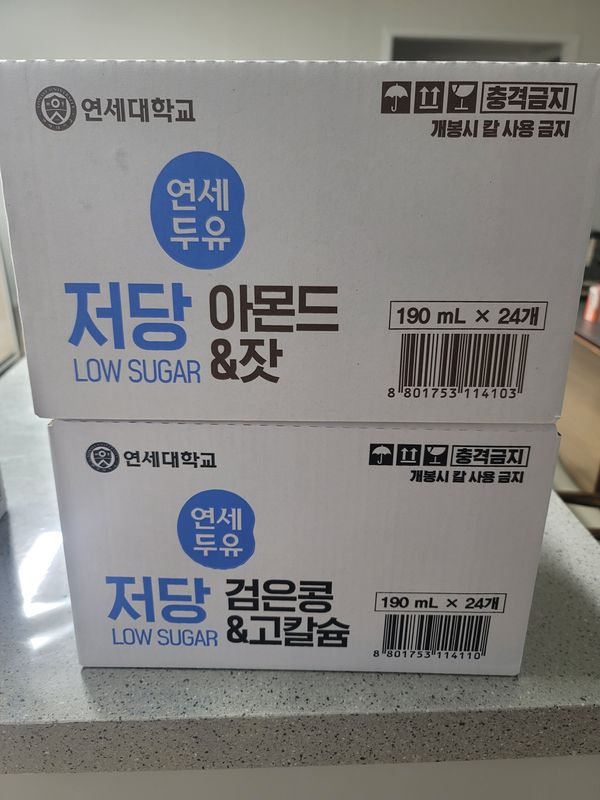 연세대학교
충격금지
개봉시 칼 사용 금지
연세
두유
저당 아몬드
LOW SUGAR &잣
190 mL × 24개
8 801753 114103
연세대학교
충격금지
개봉시 칼 사용 금지
연세
두유
저당 검은콩
LOW SUGAR &고칼슘
190 mL × 24개
8 801753 114110